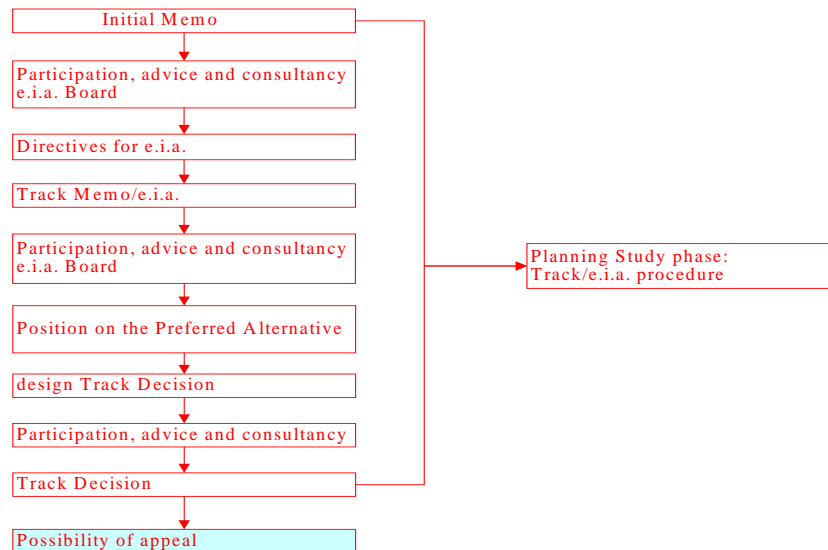 Initial Memo
Participation, advice and consultancy
e.i.a. Board
Directives for e.i.a.
Track Memo/e.i.a.
Participation, advice and consultancy
e.i.a. Board
Position on the Preferred Alternative
design Track Decision
Participation, advice and consultancy
Track Decision
Possibility of appeal
Planning Study phase:
Track/e.i.a. procedure